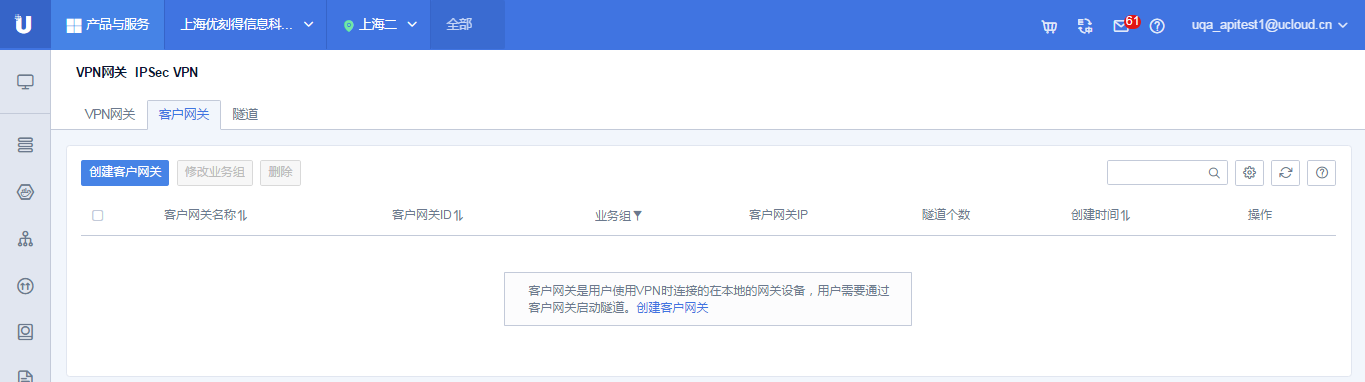 产品与服务 上海优刻得信息科... 上海二 全部 61 uqa_apitest1@ucloud.cn
VPN网关 IPSec VPN
VPN网关 客户网关 隧道
创建客户网关 修改业务组 删除
客户网关名称 客户网关ID 业务组 客户网关IP 隧道个数 创建时间 操作
客户网关是用户使用VPN时连接的在本地的网关设备，用户需要通过
客户网关启动隧道。创建客户网关